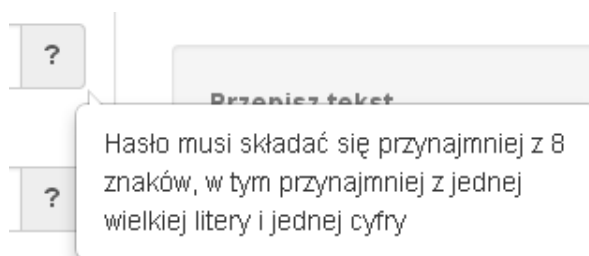 ?
Przepisz tekst
Hasło musi składać się przynajmniej z 8
znaków, w tym przynajmniej z jednej
wielkiej litery i jednej cyfry
?